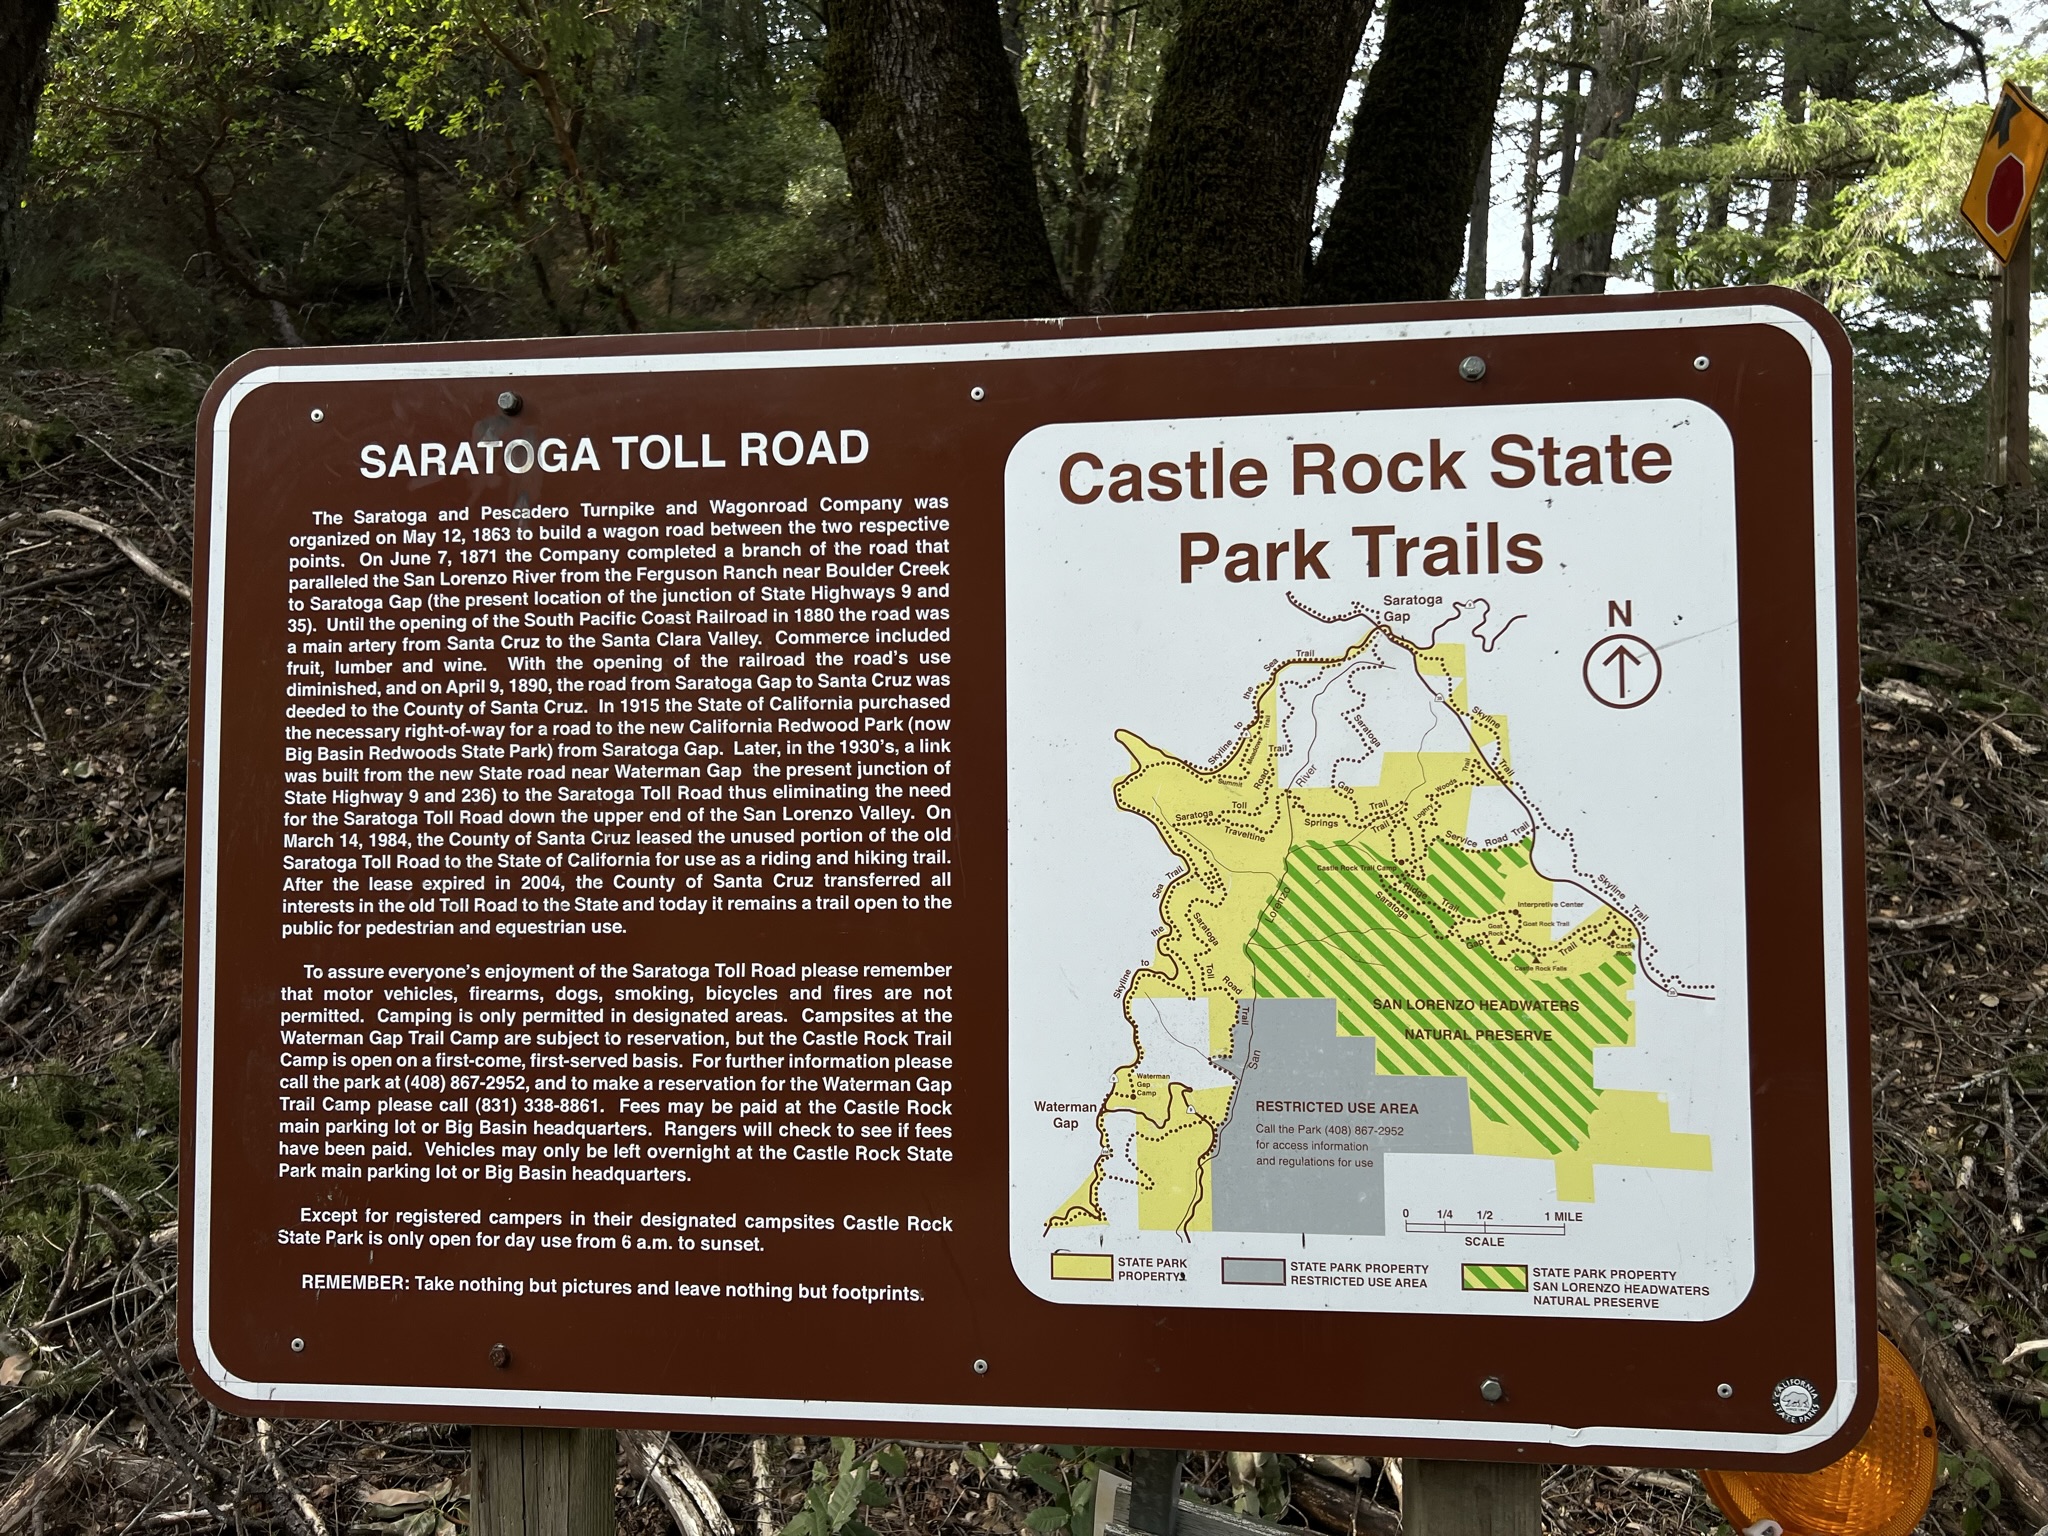 SARATOGA TOLL ROAD
The Saratoga and Pescadero Turnpike and Wagonroad Company was
organized on May 12, 1863 to build a wagon road between the two respective
points. On June 7, 1871 the Company completed a branch of the road that
paralleled the San Lorenzo River from the Ferguson Ranch near Boulder Creek
to Saratoga Gap (the present location of the junction of State Highways 9 and
35). Until the opening of the South Pacific Coast Railroad in 1880 the road was
a main artery from Santa Cruz to the Santa Clara Valley. Commerce included
fruit, lumber and wine. With the opening of the railroad the road's use
diminished, and on April 9, 1890, the road from Saratoga Gap to Santa Cruz was
deeded to the County of Santa Cruz. In 1915 the State of California purchased
the necessary right-of-way for a road to the new California Redwood Park (now
Big Basin Redwoods State Park) from Saratoga Gap. Later, in the 1930's, a link
was built from the new State road near Waterman Gap the present junction of
State Highway 9 and 236) to the Saratoga Toll Road thus eliminating the need
for the Saratoga Toll Road down the upper end of the San Lorenzo Valley. On
March 14, 1984, the County of Santa Cruz leased the unused portion of the old
Saratoga Toll Road to the State of California for use as a riding and hiking trail.
After the lease expired in 2004, the County of Santa Cruz transferred all
interests in the old Toll Road to the State and today it remains a trail open to the
public for pedestrian and equestrian use.
To assure everyone's enjoyment of the Saratoga Toll Road please remember
that motor vehicles, firearms, dogs, smoking, bicycles and fires are not
permitted. Camping is only permitted in designated areas. Campsites at the
Waterman Gap Trail Camp are subject to reservation, but the Castle Rock Trail
Camp is open on a first-come, first-served basis. For further information please
call the park at (408) 867-2952, and to make a reservation for the Waterman Gap
Trail Camp please call (831) 338-8861. Fees may be paid at the Castle Rock
main parking lot or Big Basin headquarters. Rangers will check to see if fees
have been paid. Vehicles may only be left overnight at the Castle Rock State
Park main parking lot or Big Basin headquarters.
Except for registered campers in their designated campsites Castle Rock
State Park is only open for day use from 6 a.m. to sunset.
REMEMBER: Take nothing but pictures and leave nothing but footprints.
Castle Rock State
Park Trails
Saratoga
Gap
N
Skyline to the Sea Trail
Skyline Trail
Saratoga Gap Trail
Summit
Meadows Trail
Saratoga Toll Road Trail
Travertine Springs Trail
Loghry Woods Trail
Service Road Trail
Castle Rock Trail Camp
Ridge Trail
Saratoga Gap Trail
Interpretive Center
Goat Rock Trail
Goat
Rock
Castle
Rock
Castle Rock Falls
Skyline Trail
San Lorenzo River
Skyline to the Sea Trail
Saratoga Toll Road Trail
SAN LORENZO HEADWATERS
NATURAL PRESERVE
Waterman
Gap
Camp
Waterman
Gap
RESTRICTED USE AREA
Call the Park (408) 867-2952
for access information
and regulations for use
0 1/4 1/2 1 MILE
SCALE
STATE PARK
PROPERTY
STATE PARK PROPERTY
RESTRICTED USE AREA
STATE PARK PROPERTY
SAN LORENZO HEADWATERS
NATURAL PRESERVE
CALIFORNIA
STATE PARKS